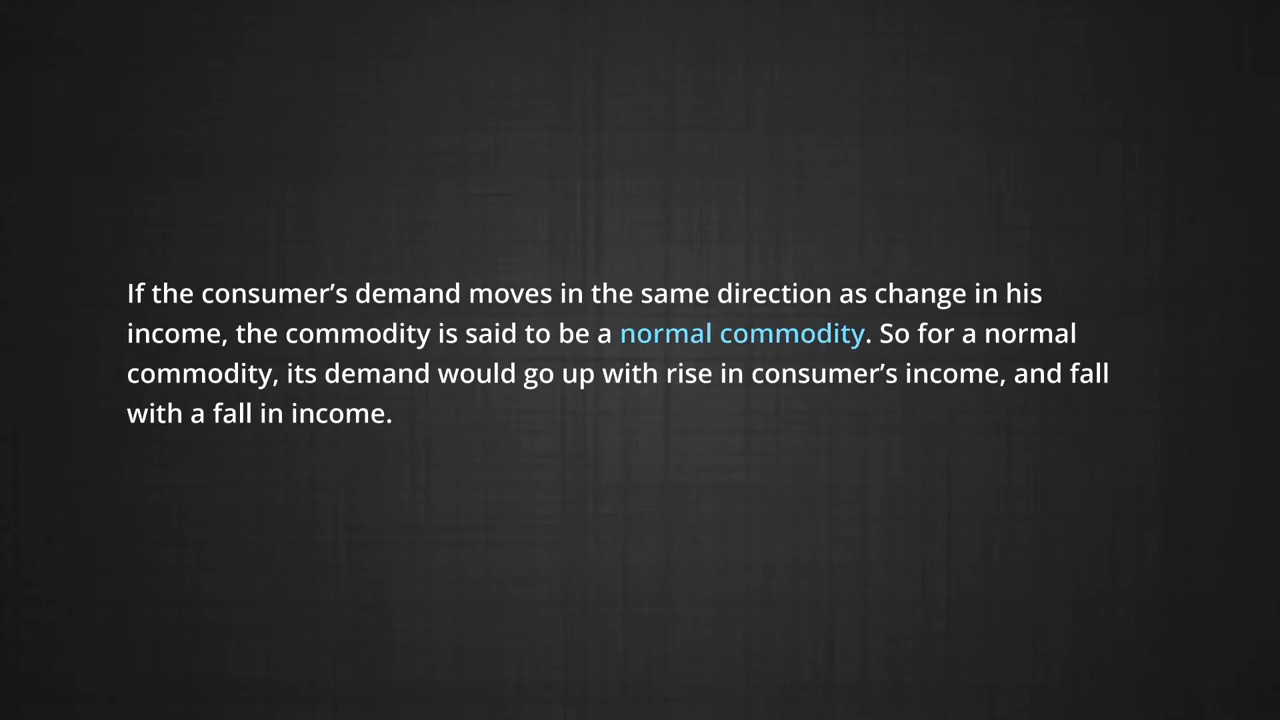 If the consumer’s demand moves in the same direction as change in his
income, the commodity is said to be a normal commodity. So for a normal
commodity, its demand would go up with rise in consumer’s income, and fall
with a fall in income.